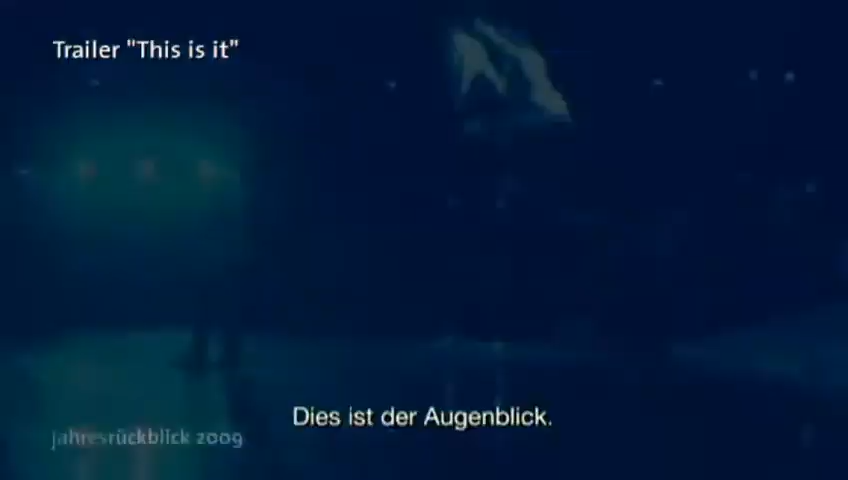 Trailer "This is it"
Dies ist der Augenblick.
jahresrückblick 2009